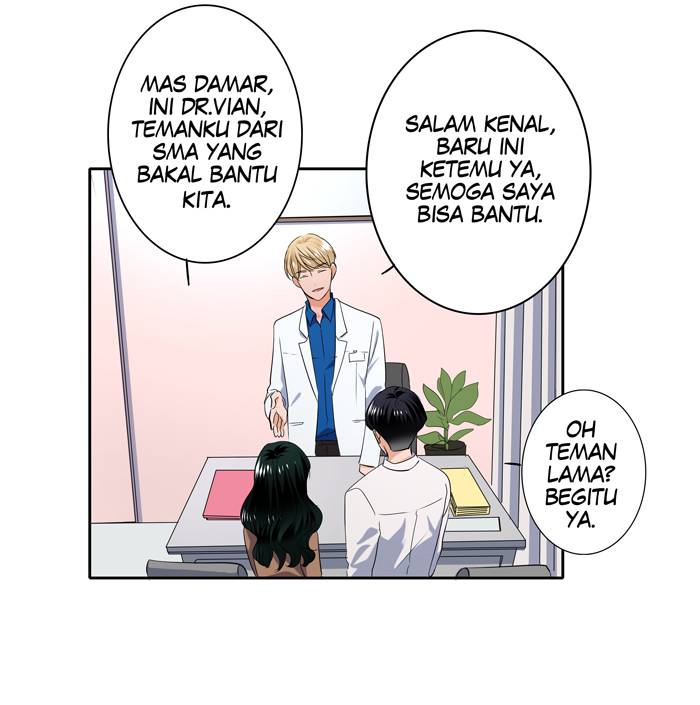 MAS DAMAR,
INI DR.VIAN,
TEMANKU DARI
SMA YANG
BAKAL BANTU
KITA.
SALAM KENAL,
BARU INI
KETEMU YA,
SEMOGA SAYA
BISA BANTU.
OH
TEMAN
LAMA?
BEGITU
YA.